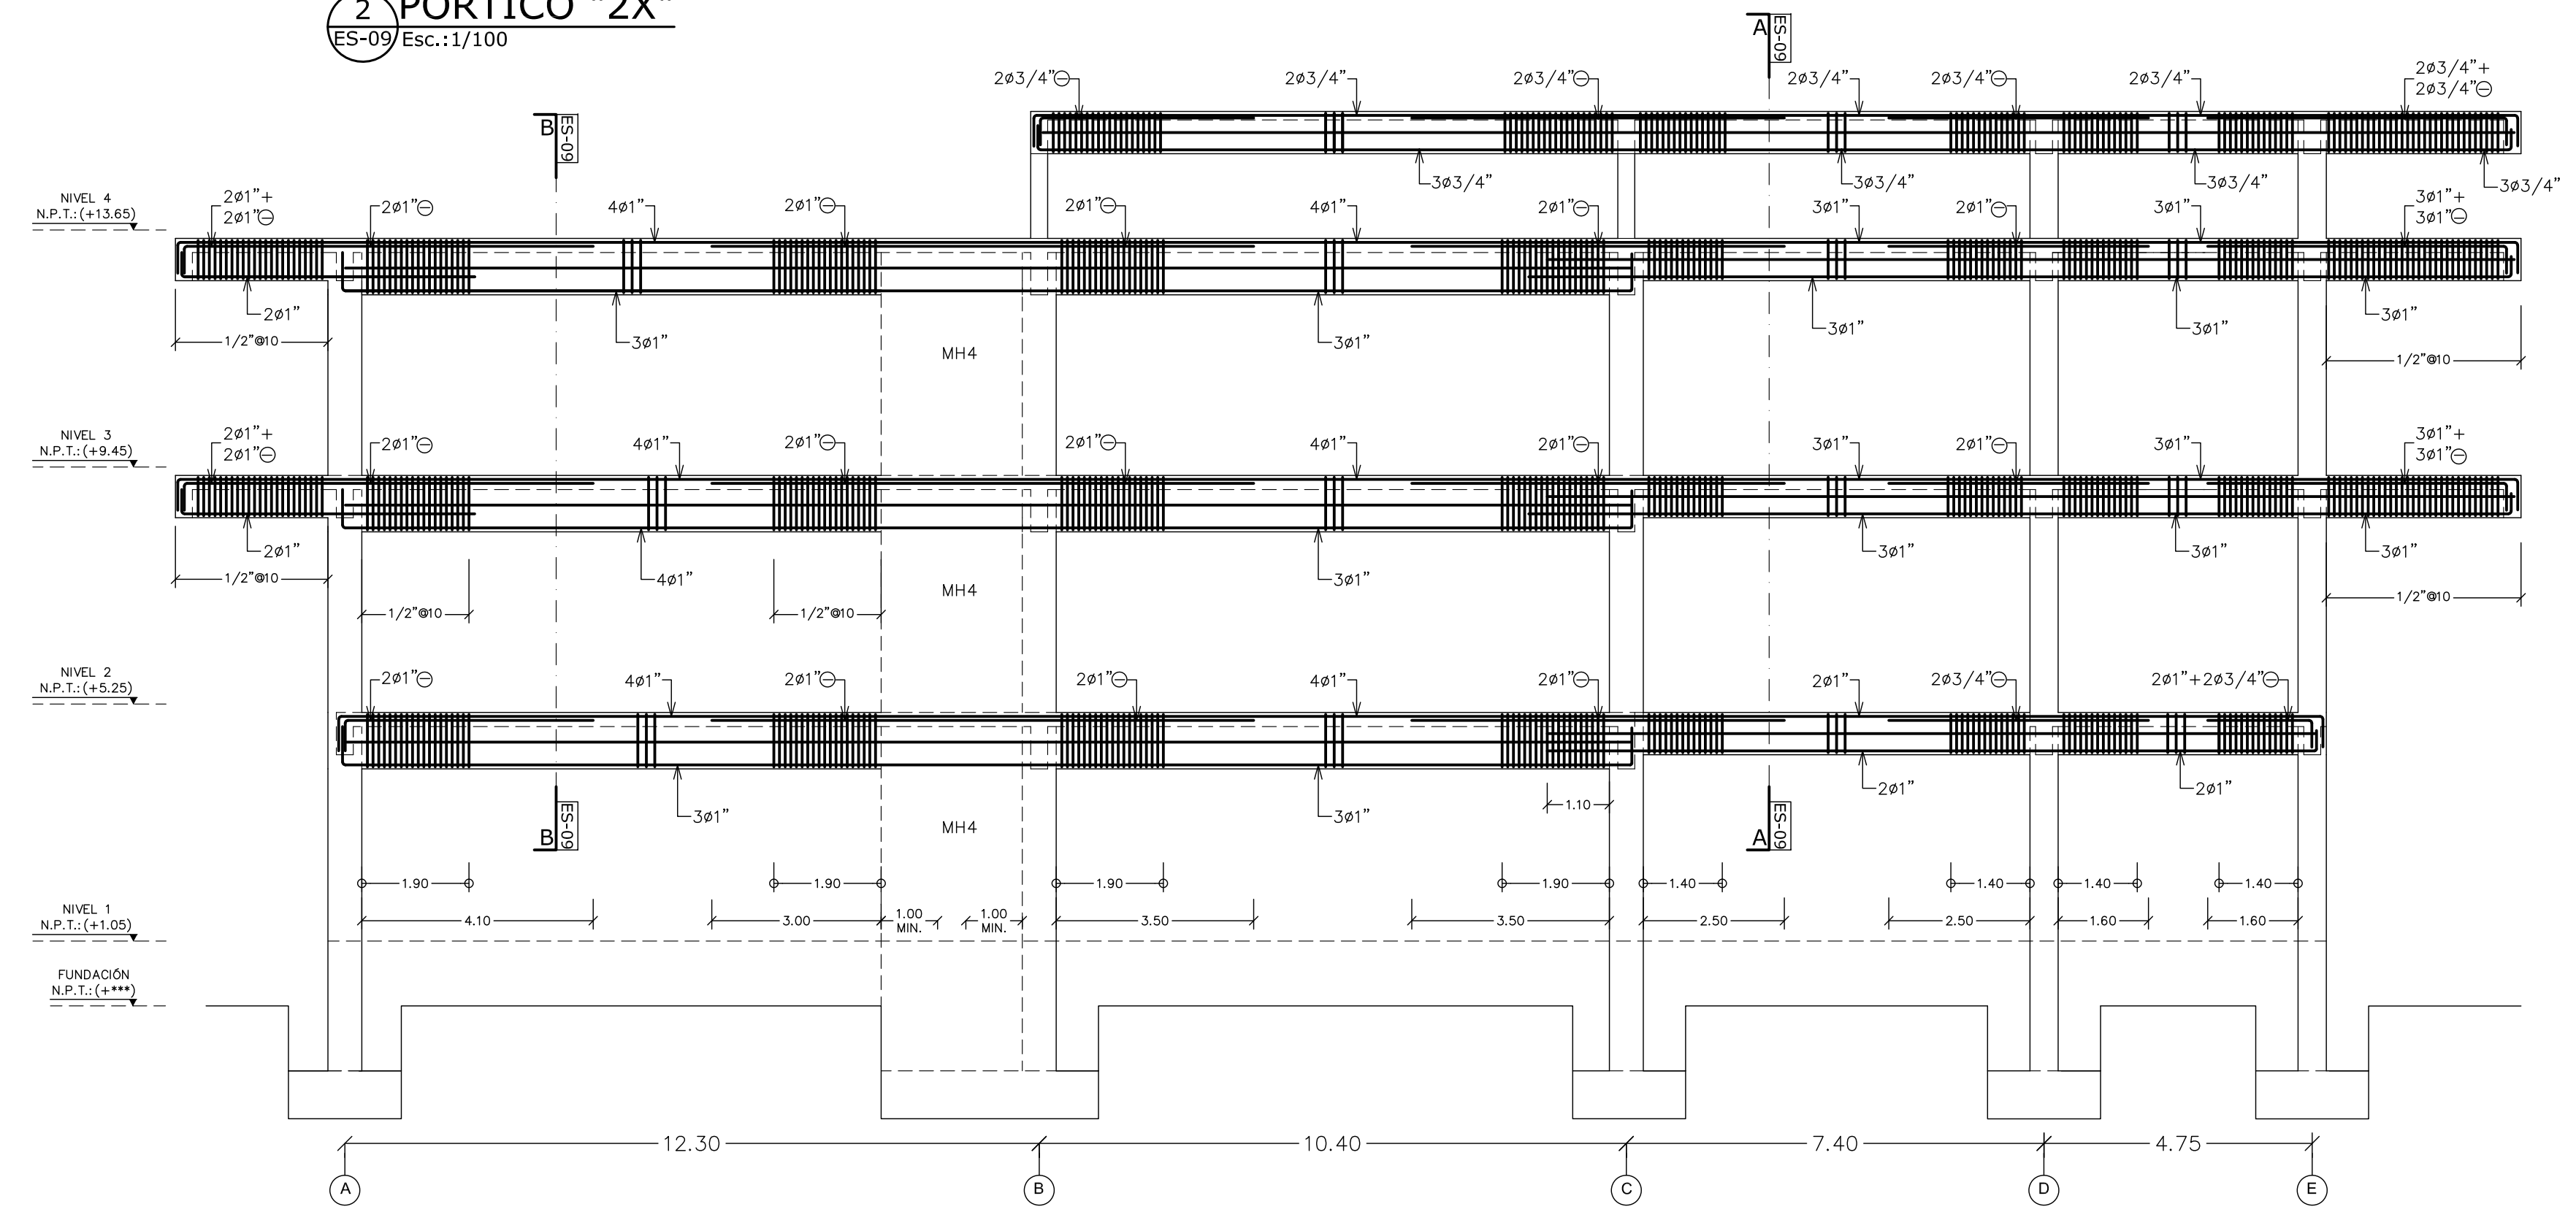 2 PORTICO "2X"
ES-09 Esc.:1/100
A ES-09
2ø3/4"⊖ 2ø3/4" 2ø3/4"⊖ 2ø3/4" 2ø3/4"⊖ 2ø3/4" 2ø3/4"+
2ø3/4"⊖
B ES-09
3ø3/4" 3ø3/4" 3ø3/4" 3ø3/4"
NIVEL 4
N.P.T.:(+13.65)
2ø1"+
2ø1"⊖
2ø1"⊖ 4ø1" 2ø1"⊖ 2ø1"⊖ 4ø1" 2ø1"⊖ 3ø1" 2ø1"⊖ 3ø1" 3ø1"+
3ø1"⊖
2ø1" 3ø1" 3ø1" 3ø1" 3ø1" 3ø1"
1/2"@10 MH4 1/2"@10
NIVEL 3
N.P.T.:(+9.45)
2ø1"+
2ø1"⊖
2ø1"⊖ 4ø1" 2ø1"⊖ 2ø1"⊖ 4ø1" 2ø1"⊖ 3ø1" 2ø1"⊖ 3ø1" 3ø1"+
3ø1"⊖
2ø1" 4ø1" 3ø1" 3ø1" 3ø1" 3ø1"
1/2"@10 MH4 1/2"@10
1/2"@10 1/2"@10
NIVEL 2
N.P.T.:(+5.25)
2ø1"⊖ 4ø1" 2ø1"⊖ 2ø1"⊖ 4ø1" 2ø1"⊖ 2ø1" 2ø3/4"⊖ 2ø1"+2ø3/4"⊖
3ø1" 3ø1" 2ø1" 2ø1"
1.10
B ES-09 MH4 A ES-09
1.90 1.90 1.90 1.90 1.40 1.40 1.40 1.40
NIVEL 1
N.P.T.:(+1.05)
4.10 3.00 1.00 1.00 3.50 3.50 2.50 2.50 1.60 1.60
MIN. MIN.
FUNDACIÓN
N.P.T.:(+***)
12.30 10.40 7.40 4.75
A B C D E